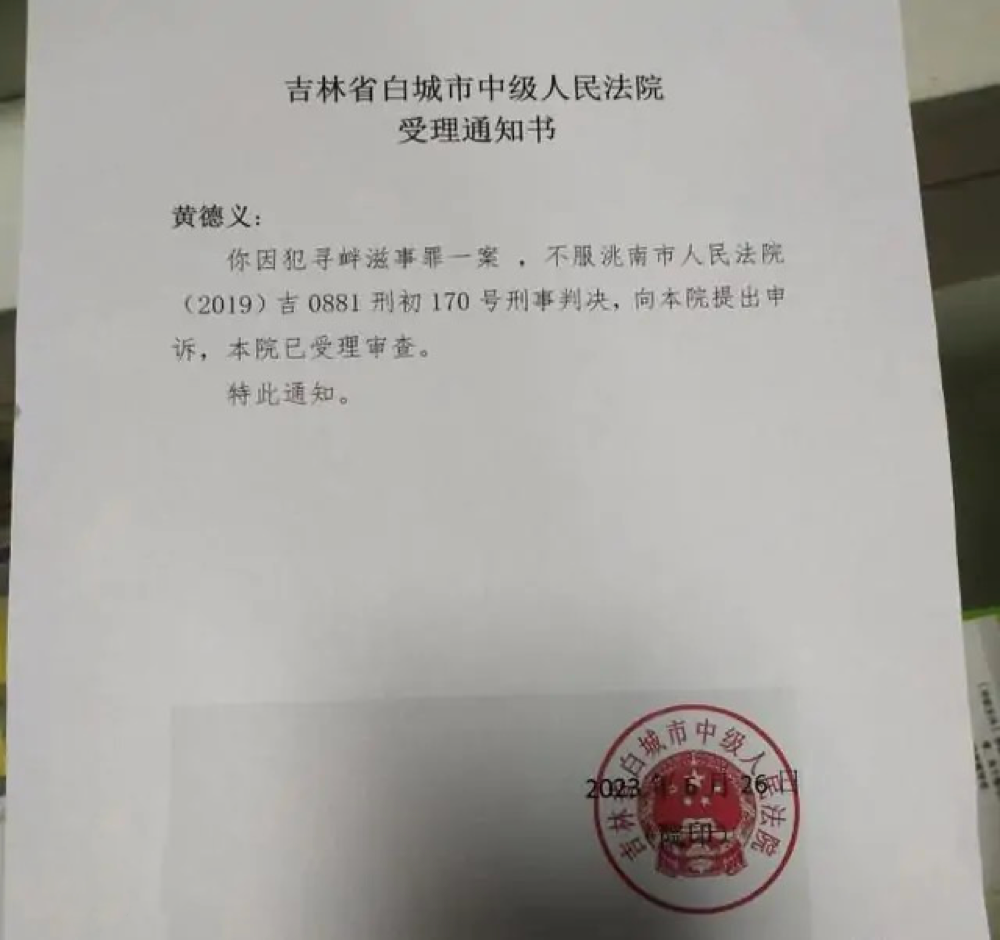 吉林省白城市中级人民法院
受理通知书
黄德义：
你因犯寻衅滋事罪一案 ，不服洮南市人民法院
（2019）吉 0881 刑初 170 号刑事判决，向本院提出申
诉，本院已受理审查。
特此通知。
吉林省白城市中级人民法院
2023 年 6 月 26 日
（院印）